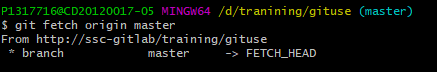 P1317716@CD20120017-05 MINGW64 /d/tranining/gituse (master)
$ git fetch origin master
From http://ssc-gitlab/training/gituse
 * branch            master     -> FETCH_HEAD